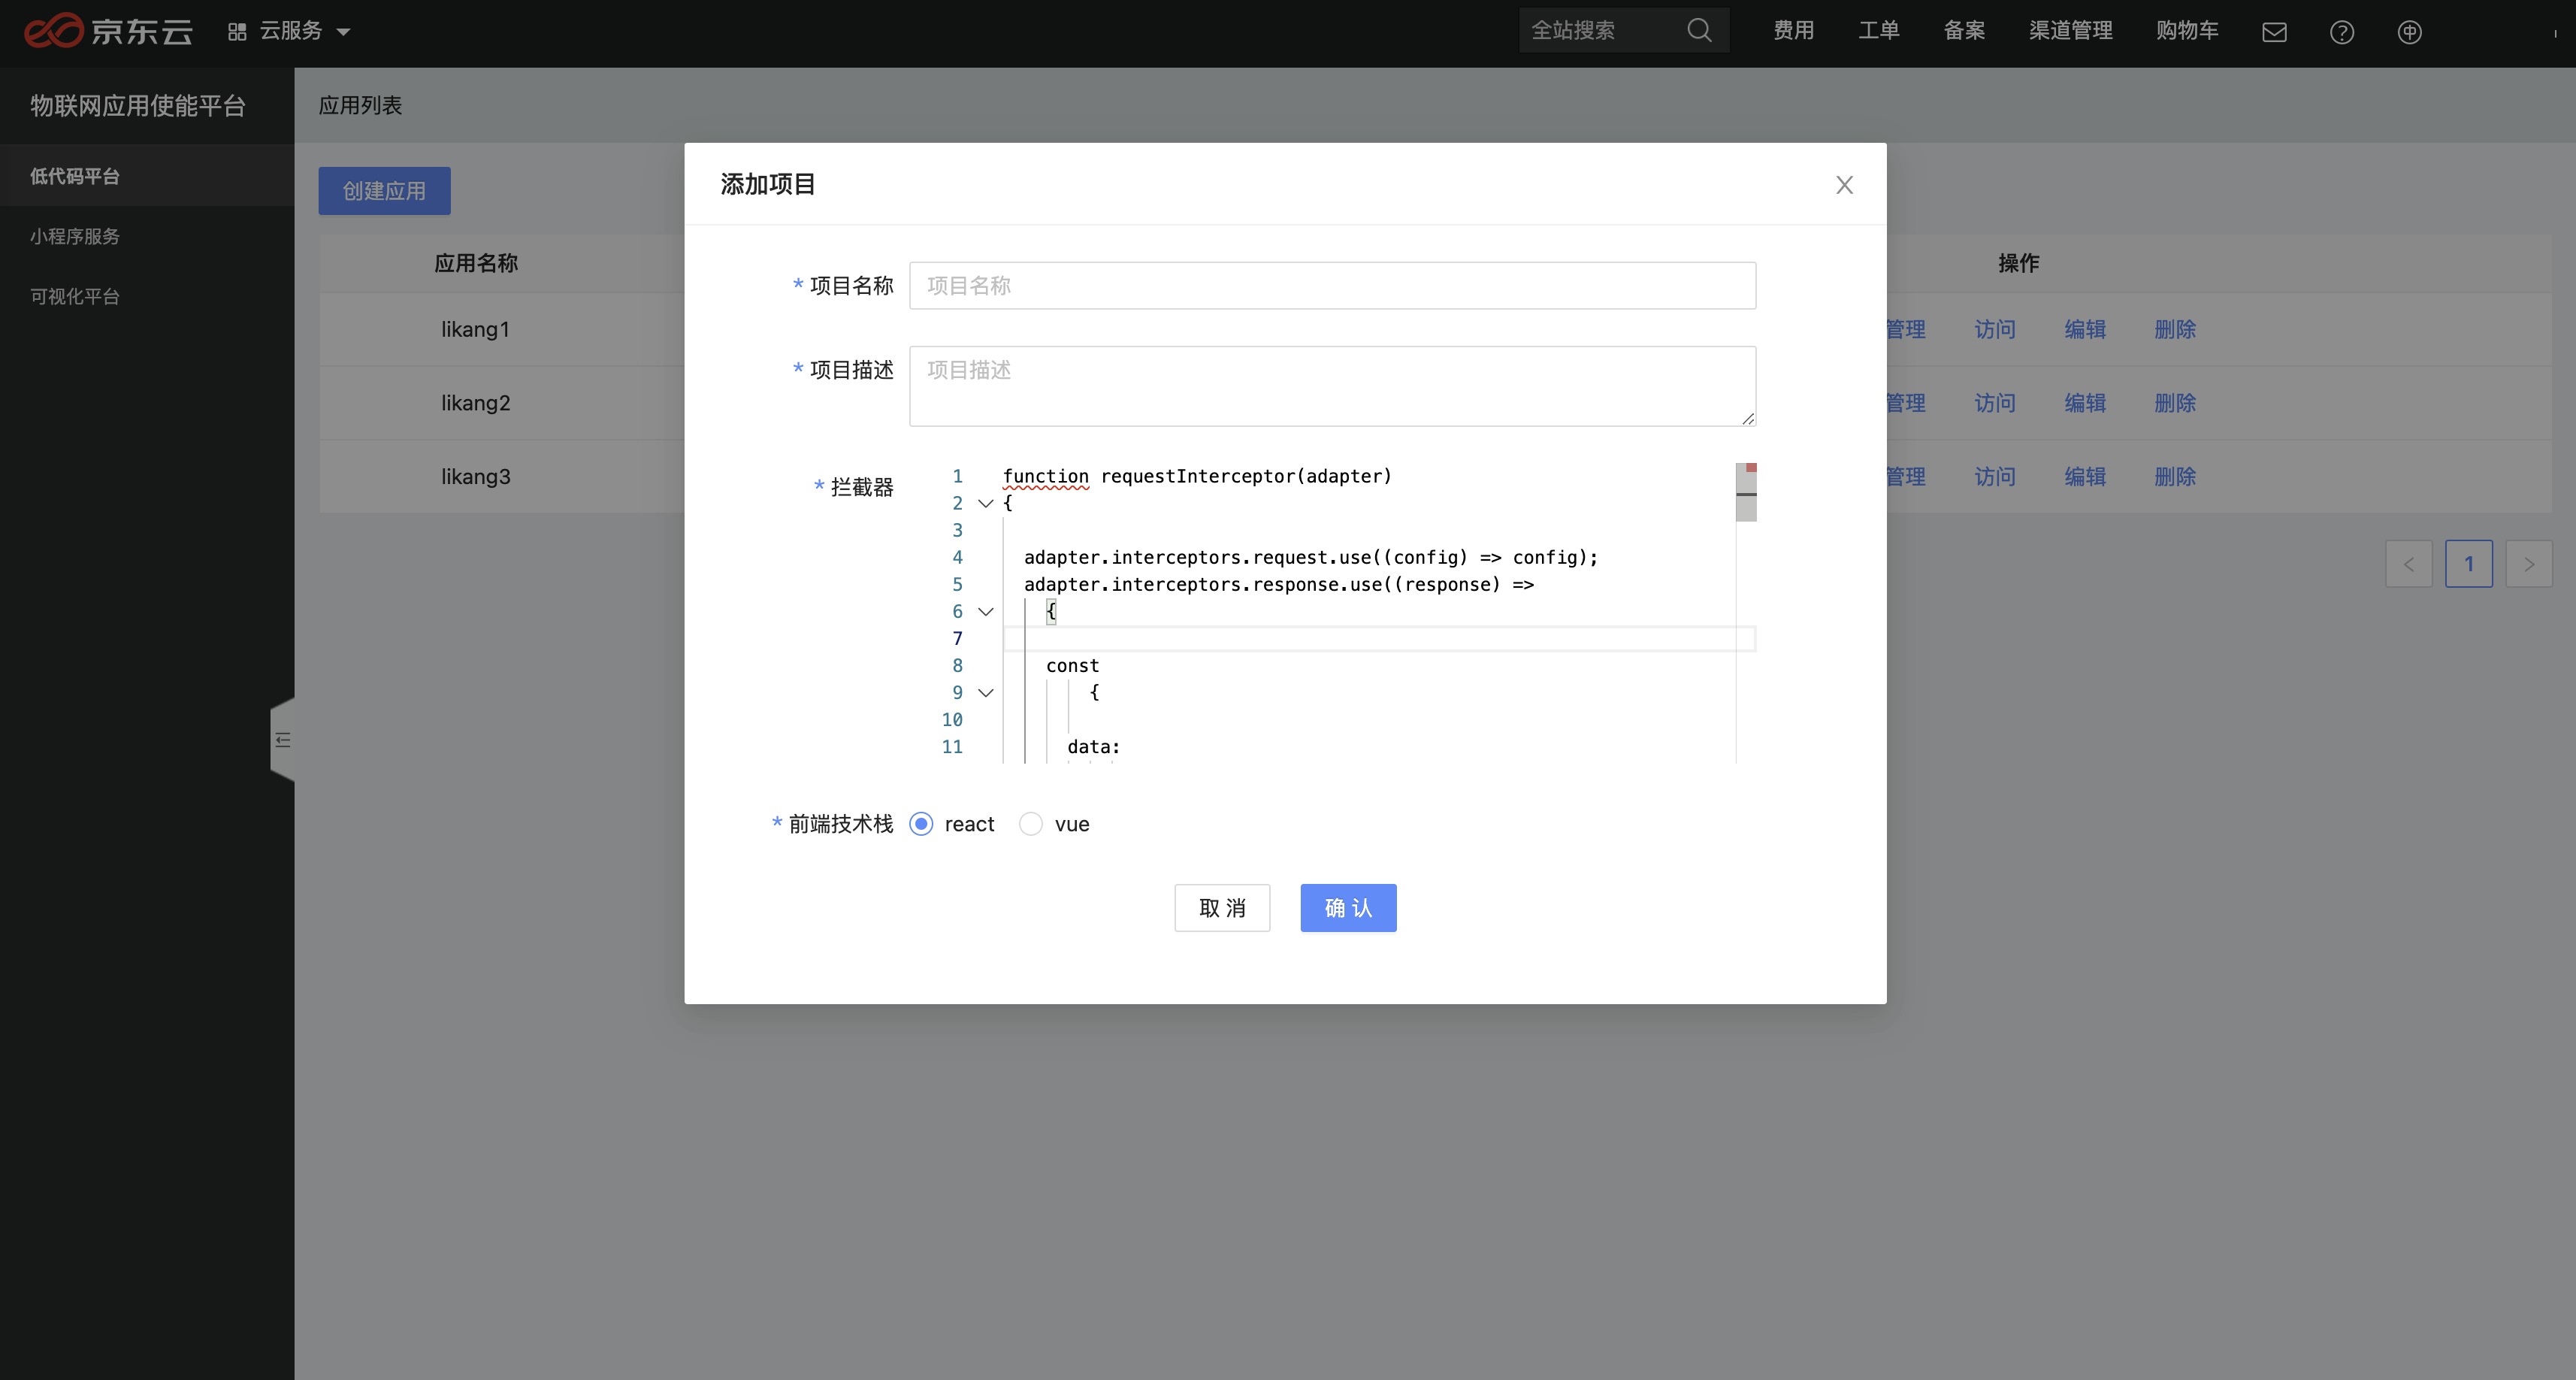 京东云 云服务 全站搜索 费用 工单 备案 渠道管理 购物车
物联网应用使能平台
应用列表
低代码平台
小程序服务
可视化平台
创建应用
应用名称 操作
likang1 管理 访问 编辑 删除
likang2 管理 访问 编辑 删除
likang3 管理 访问 编辑 删除
< 1 >
添加项目
* 项目名称 项目名称
* 项目描述 项目描述
* 拦截器
1 function requestInterceptor(adapter)
2 {
3
4 adapter.interceptors.request.use((config) => config);
5 adapter.interceptors.response.use((response) =>
6 {
7
8 const
9 {
10
11 data:
* 前端技术栈 react vue
取 消 确 认